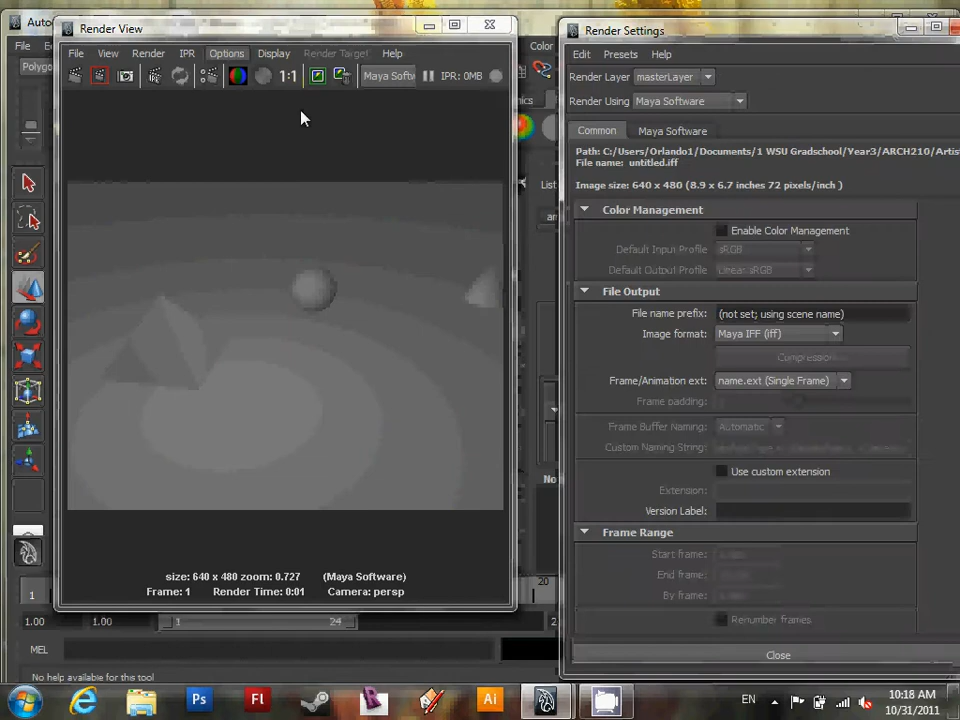 Auto
Render View
Render Settings
File
Color
File View Render IPR Options Display Render Target Help
Edit Presets Help
Polygo
1:1
Maya Softw
IPR: 0MB
Render Layer masterLayer
Render Using Maya Software
Common Maya Software
Path: C:/Users/Orlando1/Documents/1 WSU Gradschool/Year3/ARCH210/Artis
File name: untitled.iff
Image size: 640 x 480 (8.9 x 6.7 inches 72 pixels/inch )
List
Color Management
Enable Color Management
Default Input Profile sRGB
Default Output Profile Linear sRGB
File Output
File name prefix: (not set; using scene name)
Image format: Maya IFF (iff)
Compression...
Frame/Animation ext: name.ext (Single Frame)
Frame padding:
Frame Buffer Naming: Automatic
Custom Naming String:
No
Use custom extension
Extension:
Version Label:
Frame Range
Start frame:
End frame:
By frame:
Renumber frames
Close
size: 640 x 480 zoom: 0.727 (Maya Software)
Frame: 1 Render Time: 0:01 Camera: persp
1
20
1.00 1.00 1 24
MEL
No help available for this tool
Ps Fl Ai
EN
10:18 AM
10/31/2011